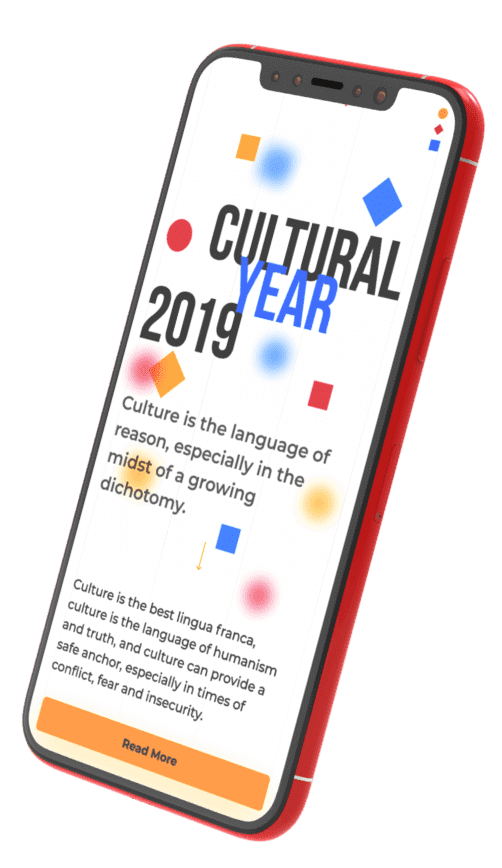 CULTURAL
YEAR
2019
Culture is the language of
reason, especially in the
midst of a growing
dichotomy.
Culture is the best lingua franca,
culture is the language of humanism
and truth, and culture can provide a
safe anchor, especially in times of
conflict, fear and insecurity.
Read More